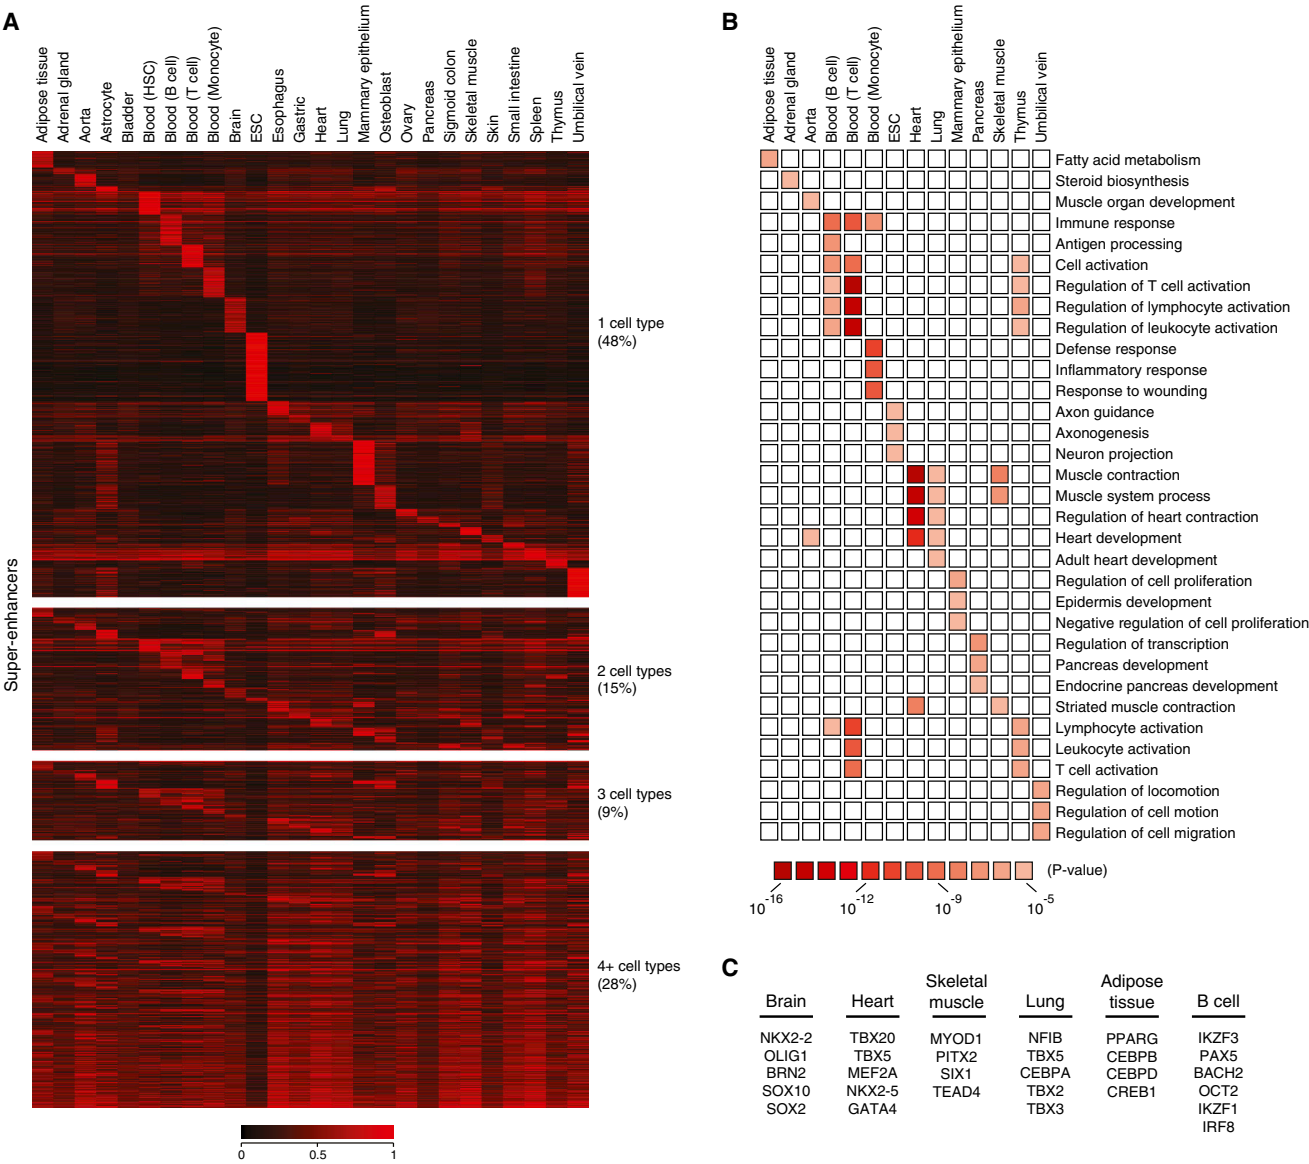 A
Adipose tissue
Adrenal gland
Aorta
Astrocyte
Bladder
Blood (HSC)
Blood (B cell)
Blood (T cell)
Blood (Monocyte)
Brain
ESC
Esophagus
Gastric
Heart
Lung
Mammary epithelium
Osteoblast
Ovary
Pancreas
Sigmoid colon
Skeletal muscle
Skin
Small intestine
Spleen
Thymus
Umbilical vein
Super-enhancers
1 cell type
(48%)
2 cell types
(15%)
3 cell types
(9%)
4+ cell types
(28%)
0
0.5
1
B
Adipose tissue
Adrenal gland
Aorta
Blood (B cell)
Blood (T cell)
Blood (Monocyte)
ESC
Heart
Lung
Mammary epithelium
Pancreas
Skeletal muscle
Thymus
Umbilical vein
Fatty acid metabolism
Steroid biosynthesis
Muscle organ development
Immune response
Antigen processing
Cell activation
Regulation of T cell activation
Regulation of lymphocyte activation
Regulation of leukocyte activation
Defense response
Inflammatory response
Response to wounding
Axon guidance
Axonogenesis
Neuron projection
Muscle contraction
Muscle system process
Regulation of heart contraction
Heart development
Adult heart development
Regulation of cell proliferation
Epidermis development
Negative regulation of cell proliferation
Regulation of transcription
Pancreas development
Endocrine pancreas development
Striated muscle contraction
Lymphocyte activation
Leukocyte activation
T cell activation
Regulation of locomotion
Regulation of cell motion
Regulation of cell migration
(P-value)
10-16
10-12
10-9
10-5
C
Brain
NKX2-2
OLIG1
BRN2
SOX10
SOX2
Heart
TBX20
TBX5
MEF2A
NKX2-5
GATA4
Skeletal
muscle
MYOD1
PITX2
SIX1
TEAD4
Lung
NFIB
TBX5
CEBPA
TBX2
TBX3
Adipose
tissue
PPARG
CEBPB
CEBPD
CREB1
B cell
IKZF3
PAX5
BACH2
OCT2
IKZF1
IRF8